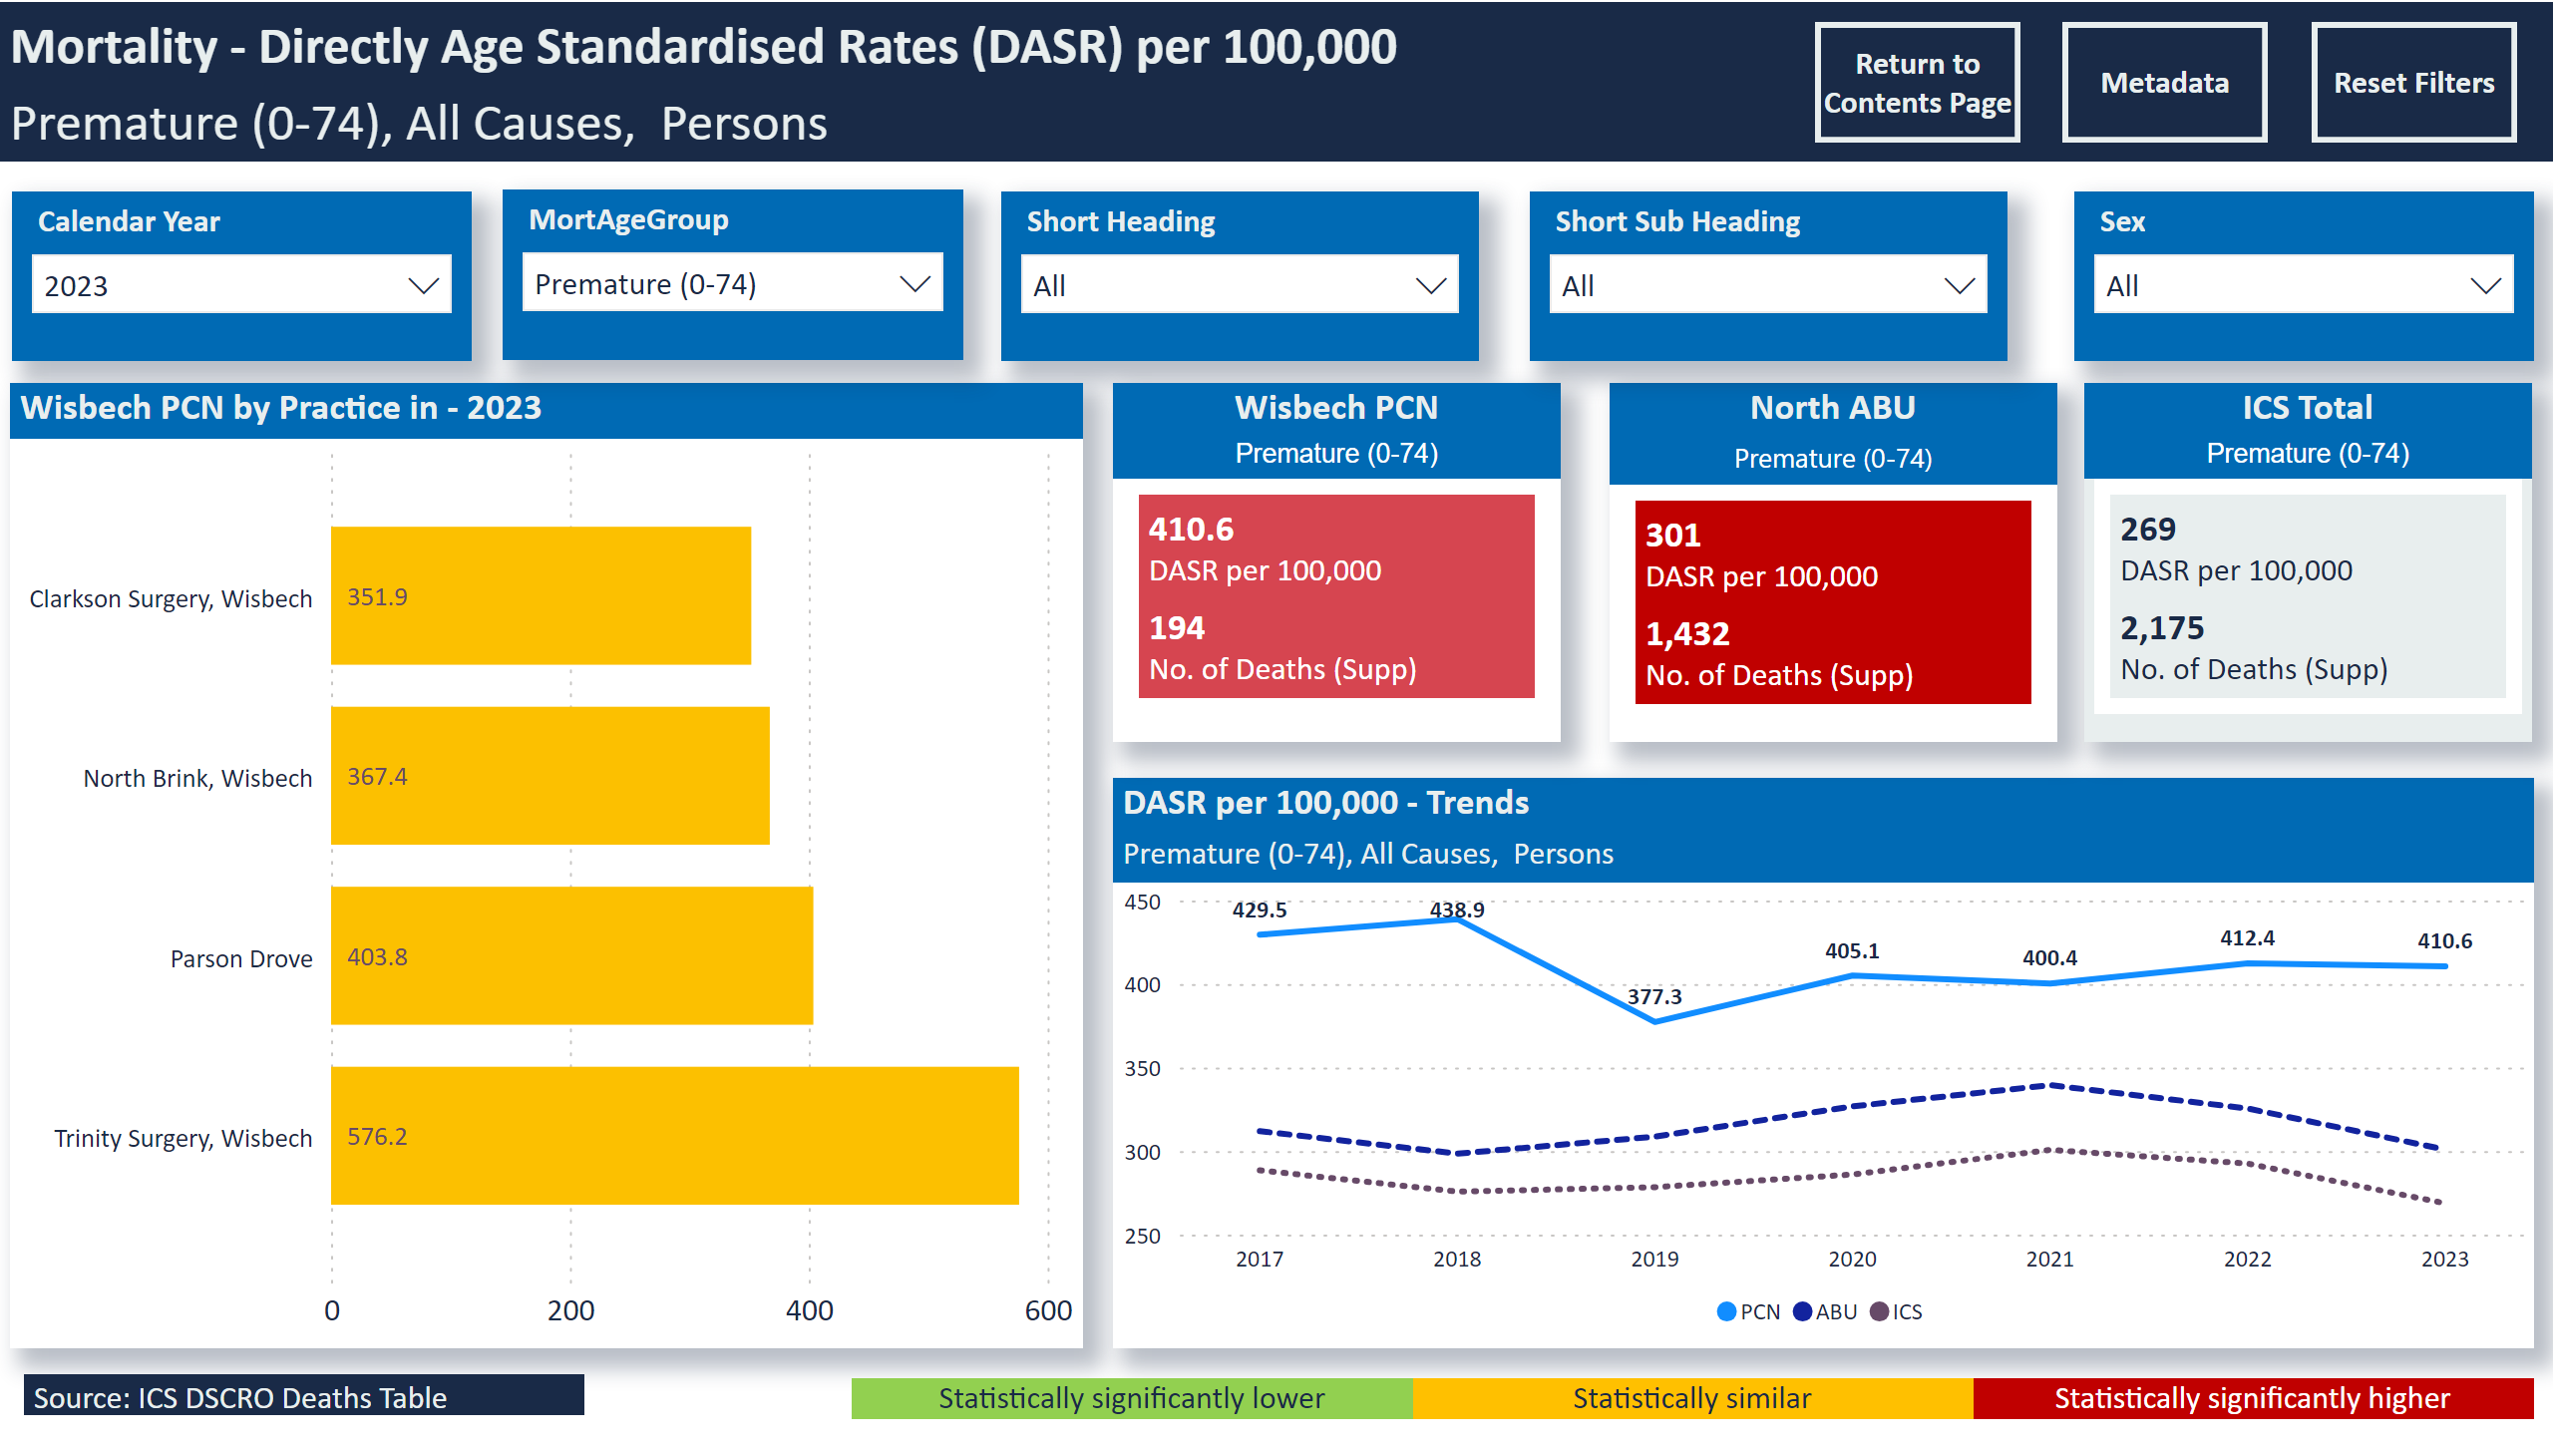 Mortality - Directly Age Standardised Rates (DASR) per 100,000
Premature (0-74), All Causes,  Persons
Return to
Contents Page
Metadata
Reset Filters
Calendar Year
2023
MortAgeGroup
Premature (0-74)
Short Heading
All
Short Sub Heading
All
Sex
All
Wisbech PCN by Practice in - 2023
Clarkson Surgery, Wisbech
351.9
North Brink, Wisbech
367.4
Parson Drove
403.8
Trinity Surgery, Wisbech
576.2
0
200
400
600
Wisbech PCN
Premature (0-74)
410.6
DASR per 100,000
194
No. of Deaths (Supp)
North ABU
Premature (0-74)
301
DASR per 100,000
1,432
No. of Deaths (Supp)
ICS Total
Premature (0-74)
269
DASR per 100,000
2,175
No. of Deaths (Supp)
DASR per 100,000 - Trends
Premature (0-74), All Causes,  Persons
450
400
350
300
250
429.5
438.9
377.3
405.1
400.4
412.4
410.6
2017
2018
2019
2020
2021
2022
2023
PCN
ABU
ICS
Source: ICS DSCRO Deaths Table
Statistically significantly lower
Statistically similar
Statistically significantly higher